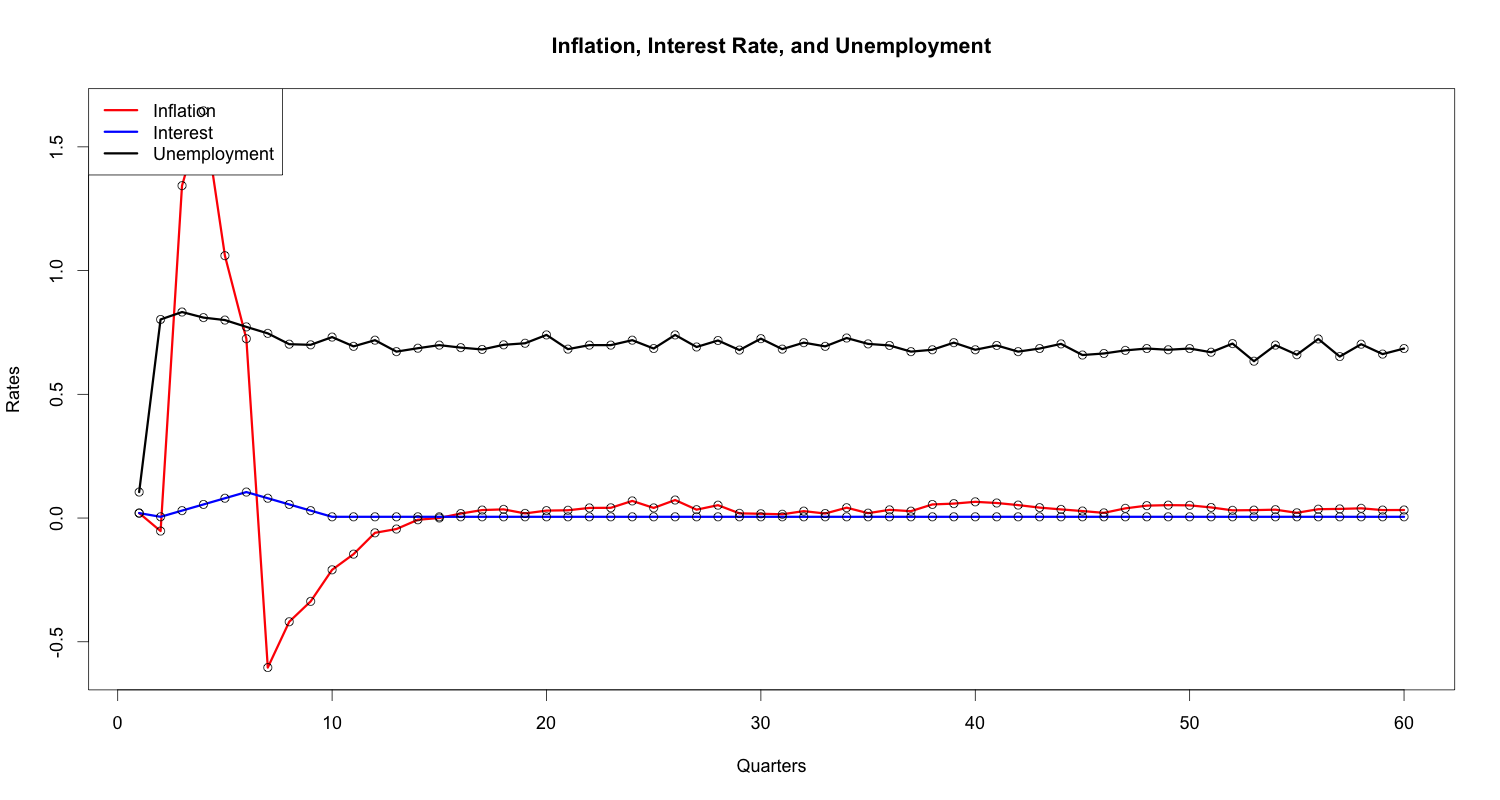 Inflation, Interest Rate, and Unemployment
Inflation
Interest
Unemployment
1.5
1.0
0.5
0.0
-0.5
Rates
0 10 20 30 40 50 60
Quarters